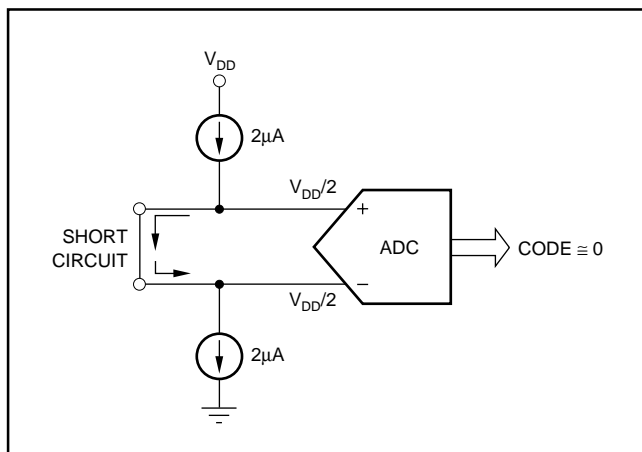 V_DD
2μA
V_DD/2
+
SHORT
CIRCUIT
ADC
CODE ≅ 0
−
V_DD/2
2μA